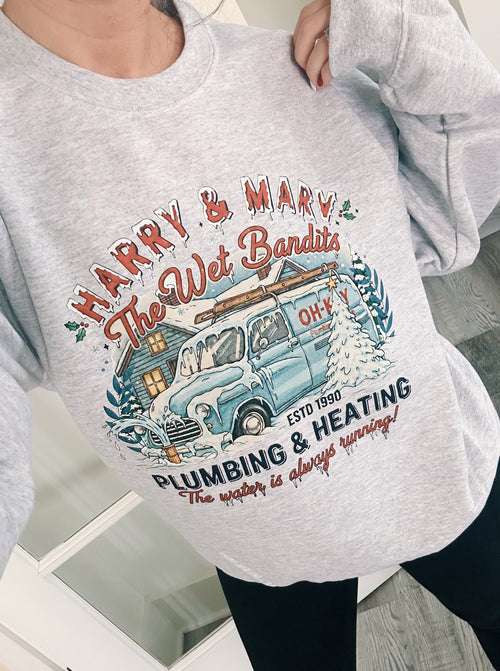 HARRY & MARV
The Wet Bandits
OH-KAY
ESTD 1990
PLUMBING & HEATING
The water is always running!